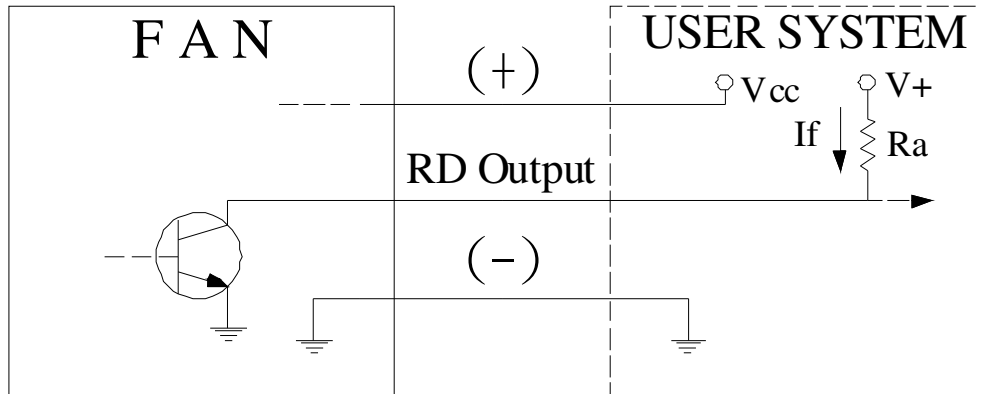 F A N
USER SYSTEM
(+)
Vcc
V+
If
Ra
RD Output
(-)